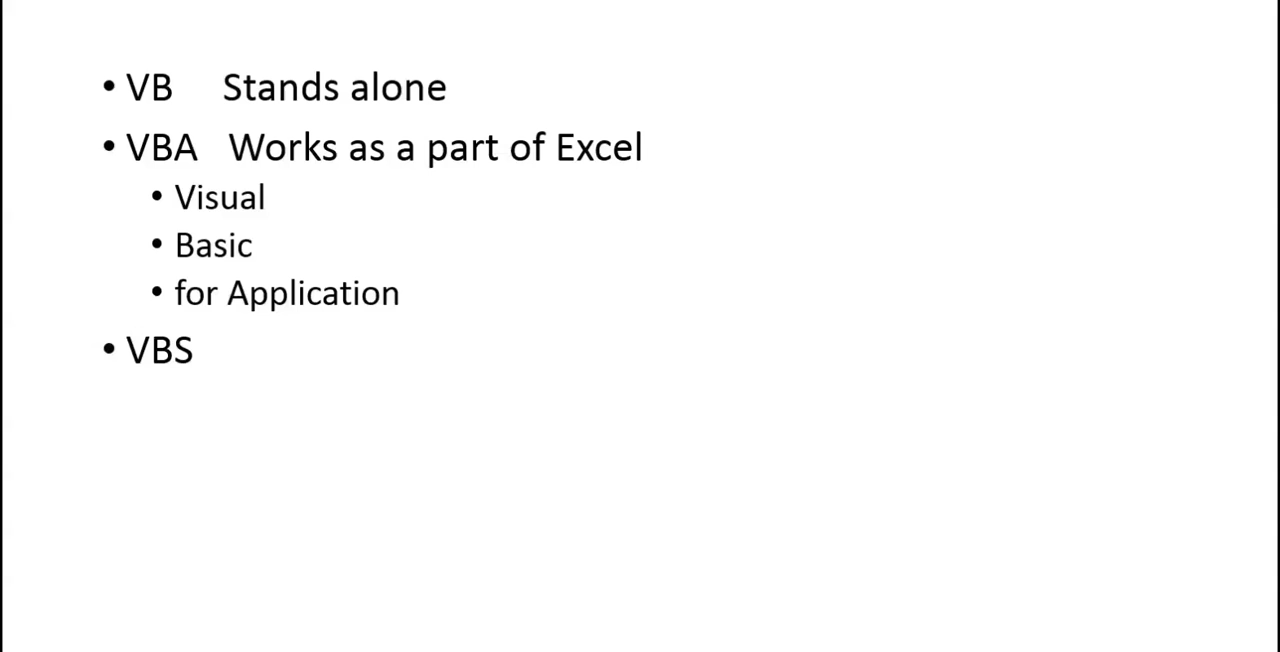 • VB Stands alone
• VBA Works as a part of Excel
• Visual
• Basic
• for Application
• VBS